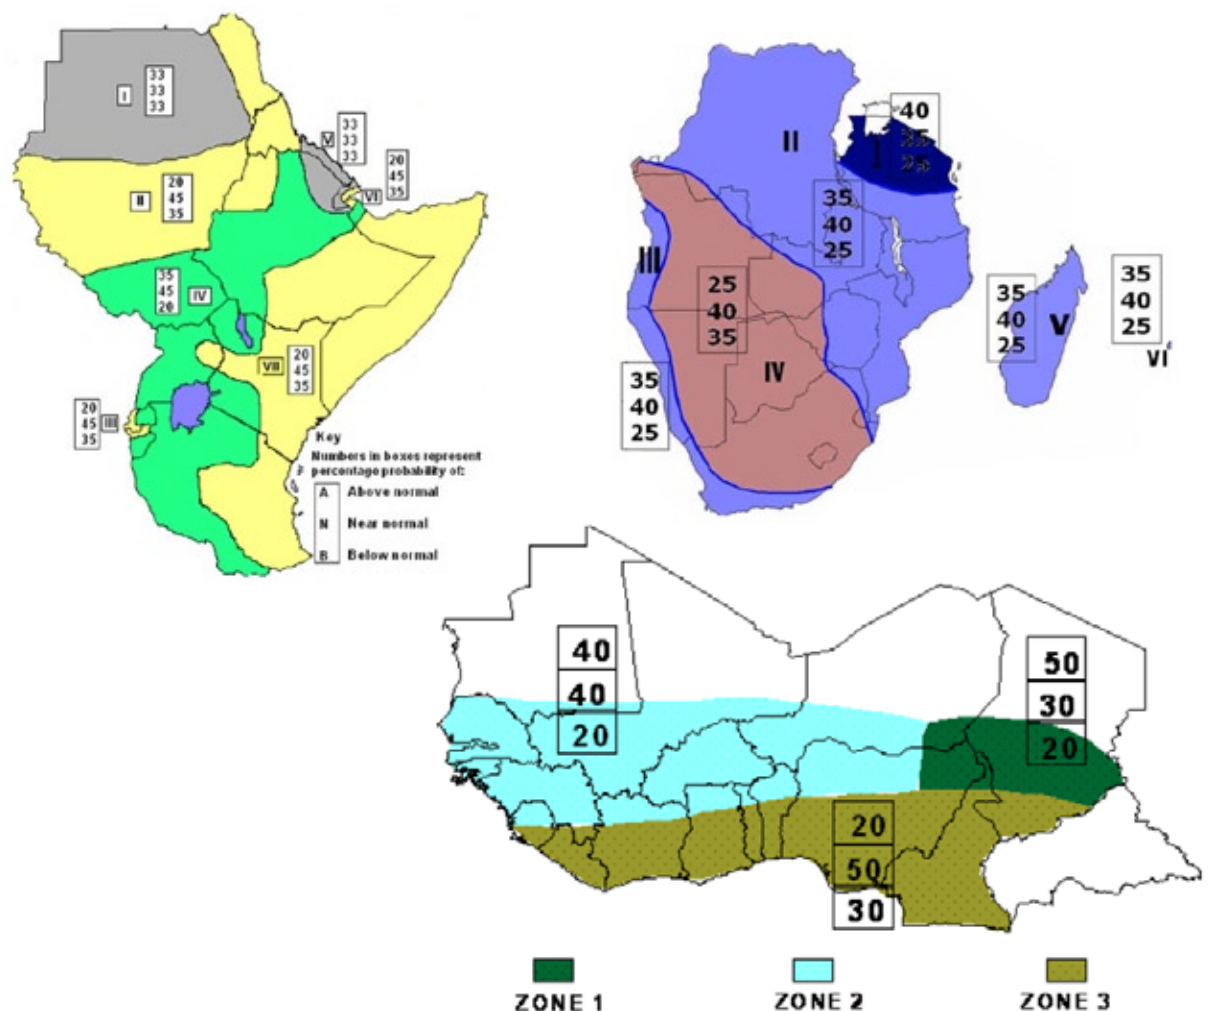 I
33
33
33
V
33
33
33
20
45
35
VI
II
20
45
35
35
45
20
IV
VII
20
45
35
20
45
35
III
Key
Numbers in boxes represent
percentage probability of:
A Above normal
N Near normal
B Below normal
40
35
25
I
II
35
40
25
III
25
40
35
IV
35
40
25
35
40
25
V
35
40
25
VI
40
40
20
50
30
20
20
50
30
ZONE 1
ZONE 2
ZONE 3